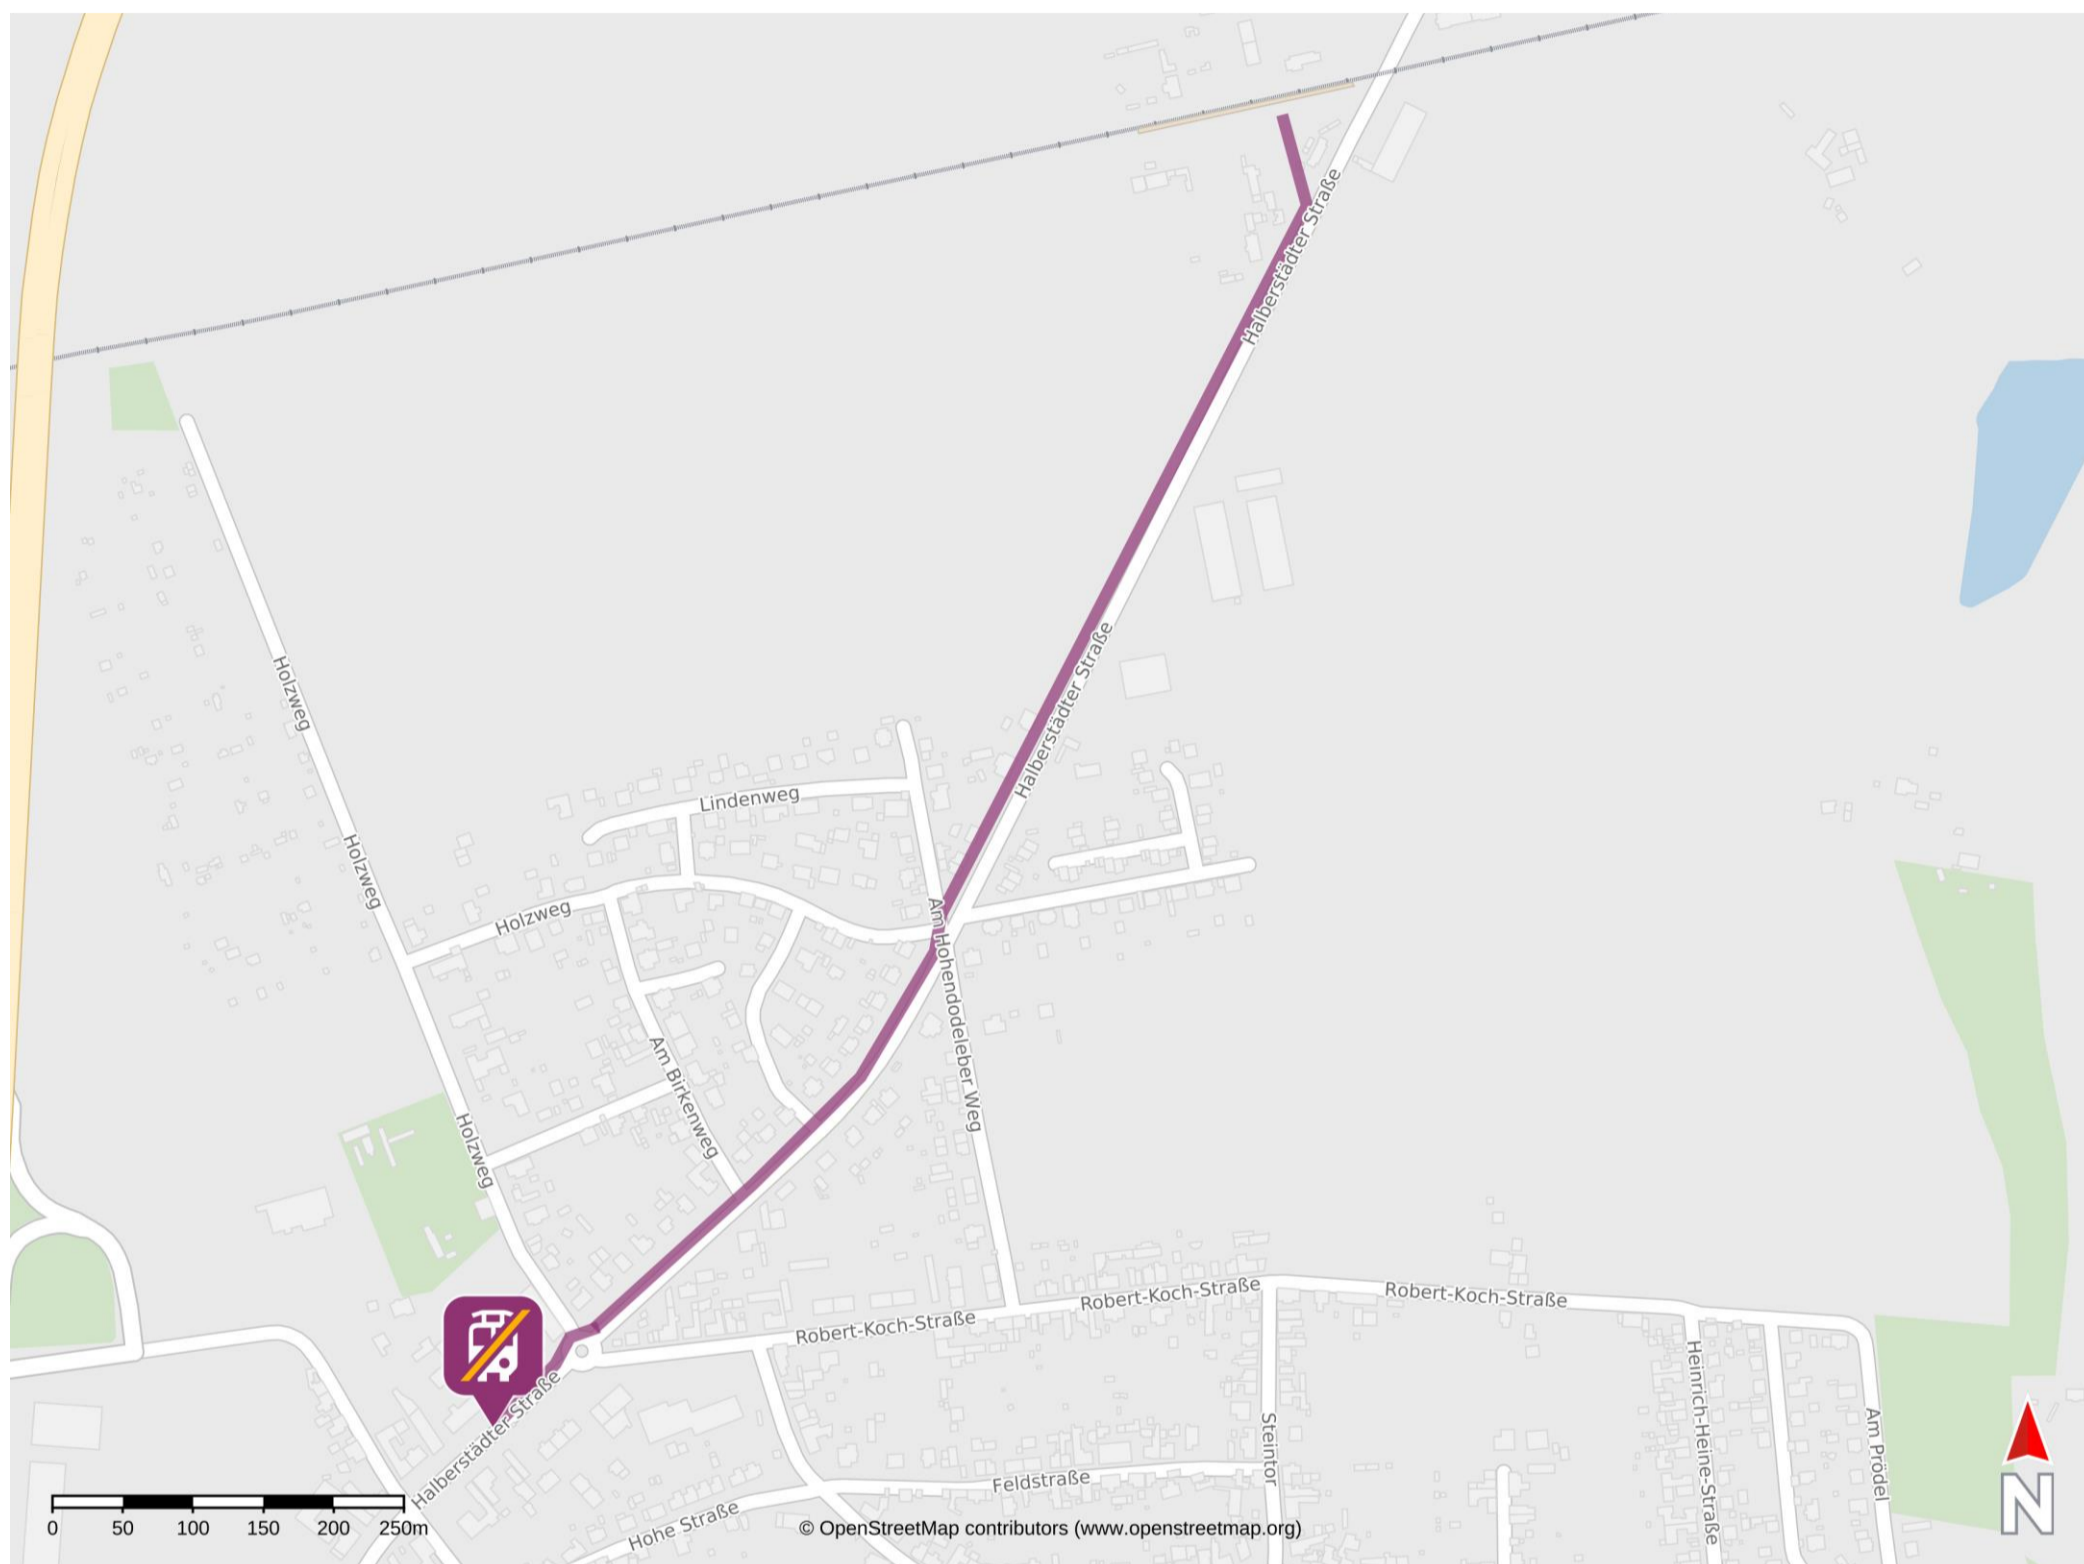 Halberstädter Straße
Halberstädter Straße
Holzweg
Lindenweg
Holzweg
Holzweg
Am Hohendodeleber Weg
Am Birkenweg
Holzweg
Robert-Koch-Straße
Robert-Koch-Straße
Robert-Koch-Straße
Halberstädter Straße
Heinrich-Heine-Straße
Am Prödel
Steintor
Feldstraße
Hohe Straße
N
0 50 100 150 200 250m
© OpenStreetMap contributors (www.openstreetmap.org)